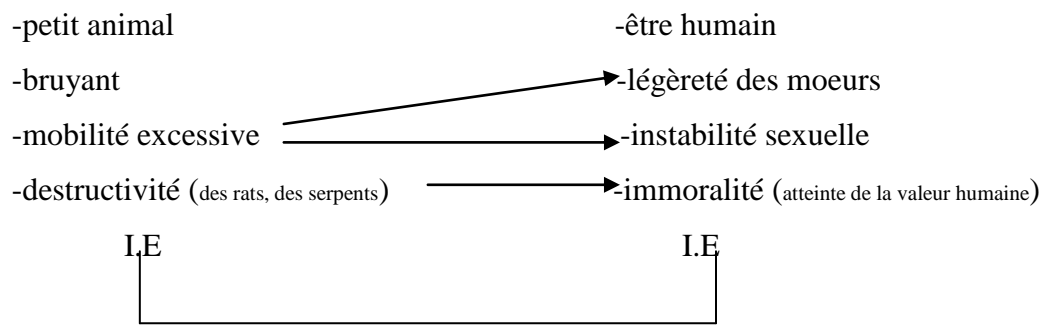 -petit animal -être humain
-bruyant -légèreté des moeurs
-mobilité excessive -instabilité sexuelle
-destructivité (des rats, des serpents) -immoralité (atteinte de la valeur humaine)
I.E I.E